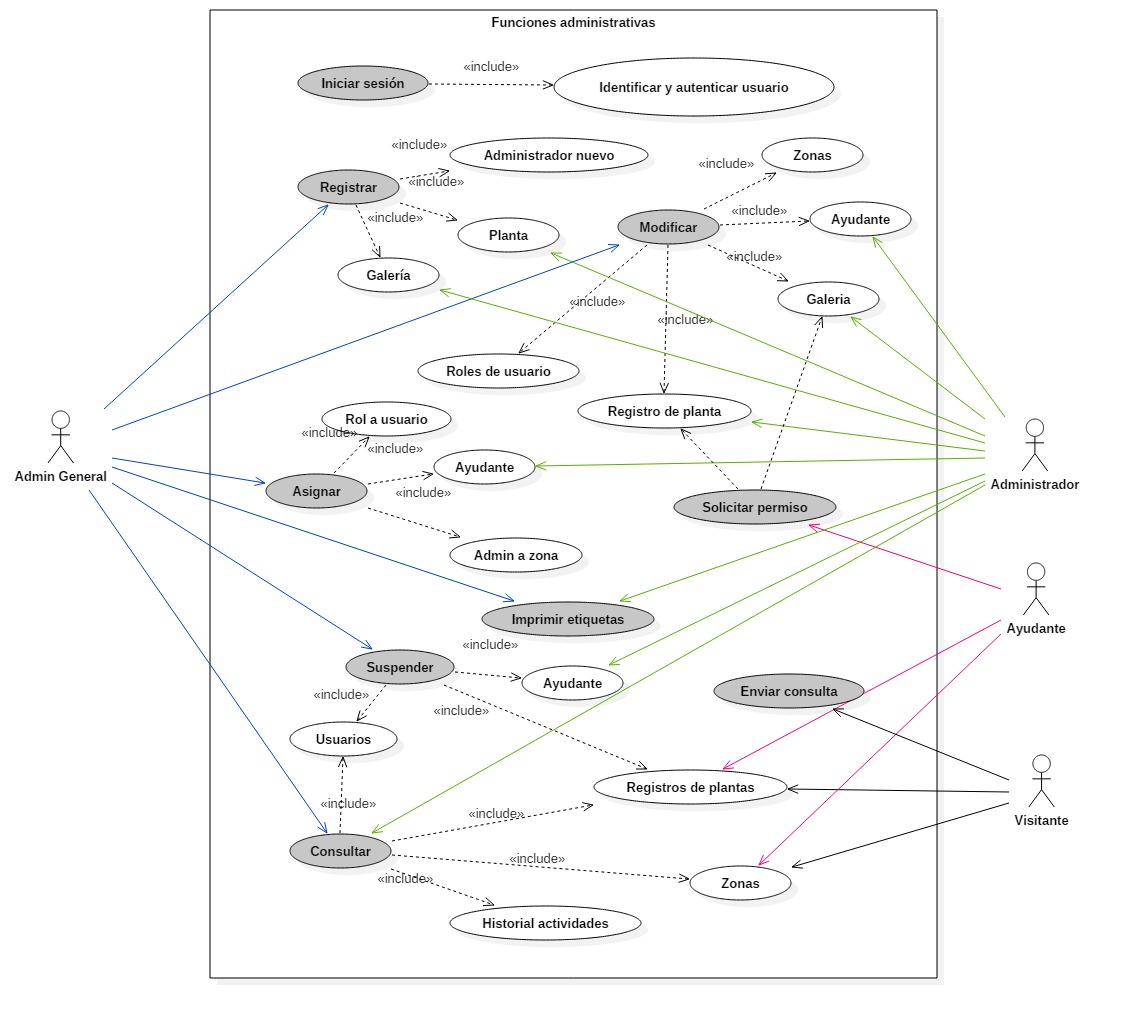 Funciones administrativas
«include»
Iniciar sesión
Identificar y autenticar usuario
«include»
Administrador nuevo
«include»
Zonas
Registrar
«include»
«include»
«include»
Ayudante
Planta
Modificar
«include»
Galería
Galeria
«include»
«include»
Roles de usuario
Registro de planta
Rol a usuario
«include»
«include»
Ayudante
Admin General
Administrador
Asignar
«include»
Solicitar permiso
Admin a zona
Imprimir etiquetas
Ayudante
«include»
Suspender
Ayudante
Enviar consulta
«include»
«include»
Usuarios
Registros de plantas
«include»
«include»
Visitante
Consultar
«include»
«include»
Zonas
Historial actividades